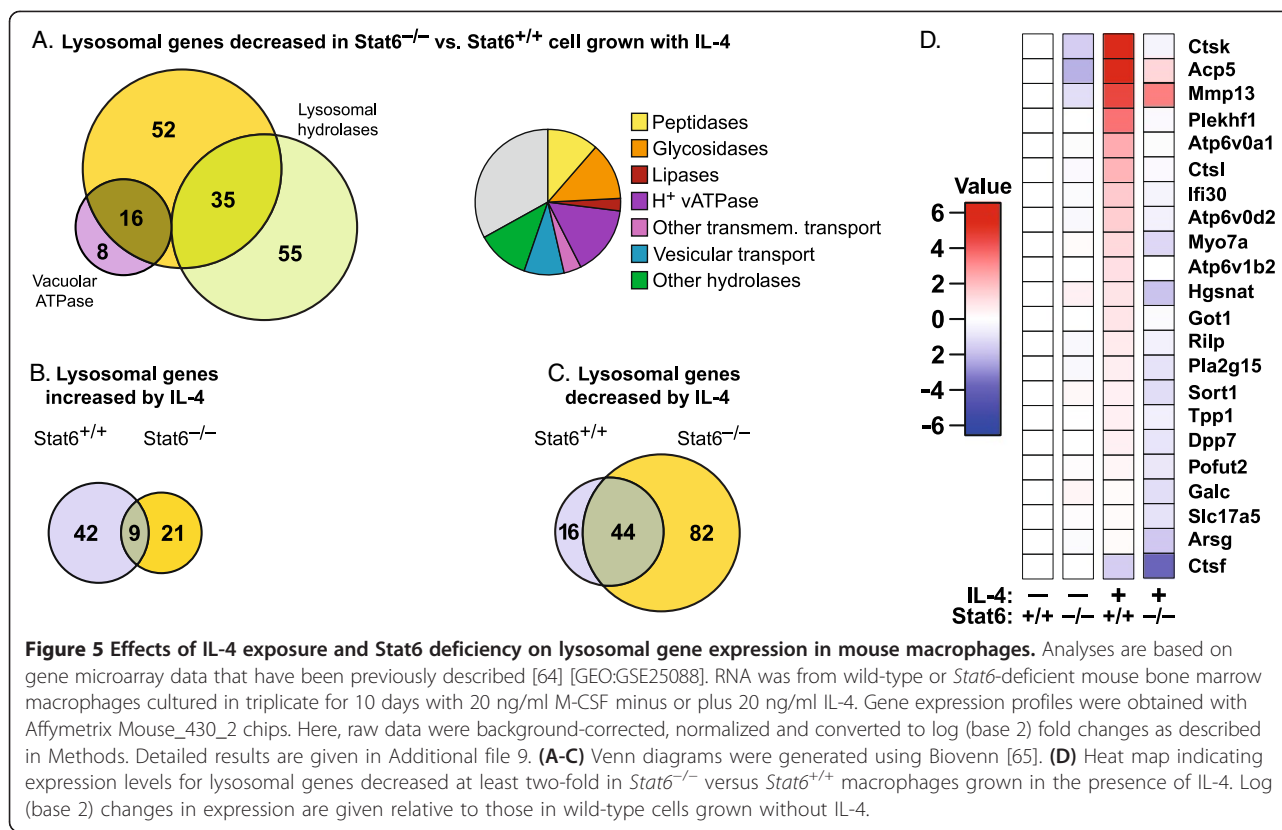 A. Lysosomal genes decreased in Stat6–/– vs. Stat6+/+ cell grown with IL-4
52
Lysosomal
hydrolases
35
16
8
55
Vacuolar
ATPase
Peptidases
Glycosidases
Lipases
H+ vATPase
Other transmem. transport
Vesicular transport
Other hydrolases
B. Lysosomal genes
increased by IL-4
Stat6+/+ Stat6–/–
42 9 21
C. Lysosomal genes
decreased by IL-4
Stat6+/+ Stat6–/–
16 44 82
D.
Value
6
4
2
0
2
-4
-6
Ctsk
Acp5
Mmp13
Plekhf1
Atp6v0a1
Ctsl
Ifi30
Atp6v0d2
Myo7a
Atp6v1b2
Hgsnat
Got1
Rilp
Pla2g15
Sort1
Tpp1
Dpp7
Pofut2
Galc
Slc17a5
Arsg
Ctsf
IL-4: – – + +
Stat6: +/+ –/– +/+ –/–
Figure 5 Effects of IL-4 exposure and Stat6 deficiency on lysosomal gene expression in mouse macrophages. Analyses are based on
gene microarray data that have been previously described [64] [GEO:GSE25088]. RNA was from wild-type or Stat6-deficient mouse bone marrow
macrophages cultured in triplicate for 10 days with 20 ng/ml M-CSF minus or plus 20 ng/ml IL-4. Gene expression profiles were obtained with
Affymetrix Mouse_430_2 chips. Here, raw data were background-corrected, normalized and converted to log (base 2) fold changes as described
in Methods. Detailed results are given in Additional file 9. (A-C) Venn diagrams were generated using Biovenn [65]. (D) Heat map indicating
expression levels for lysosomal genes decreased at least two-fold in Stat6−/− versus Stat6+/+ macrophages grown in the presence of IL-4. Log
(base 2) changes in expression are given relative to those in wild-type cells grown without IL-4.